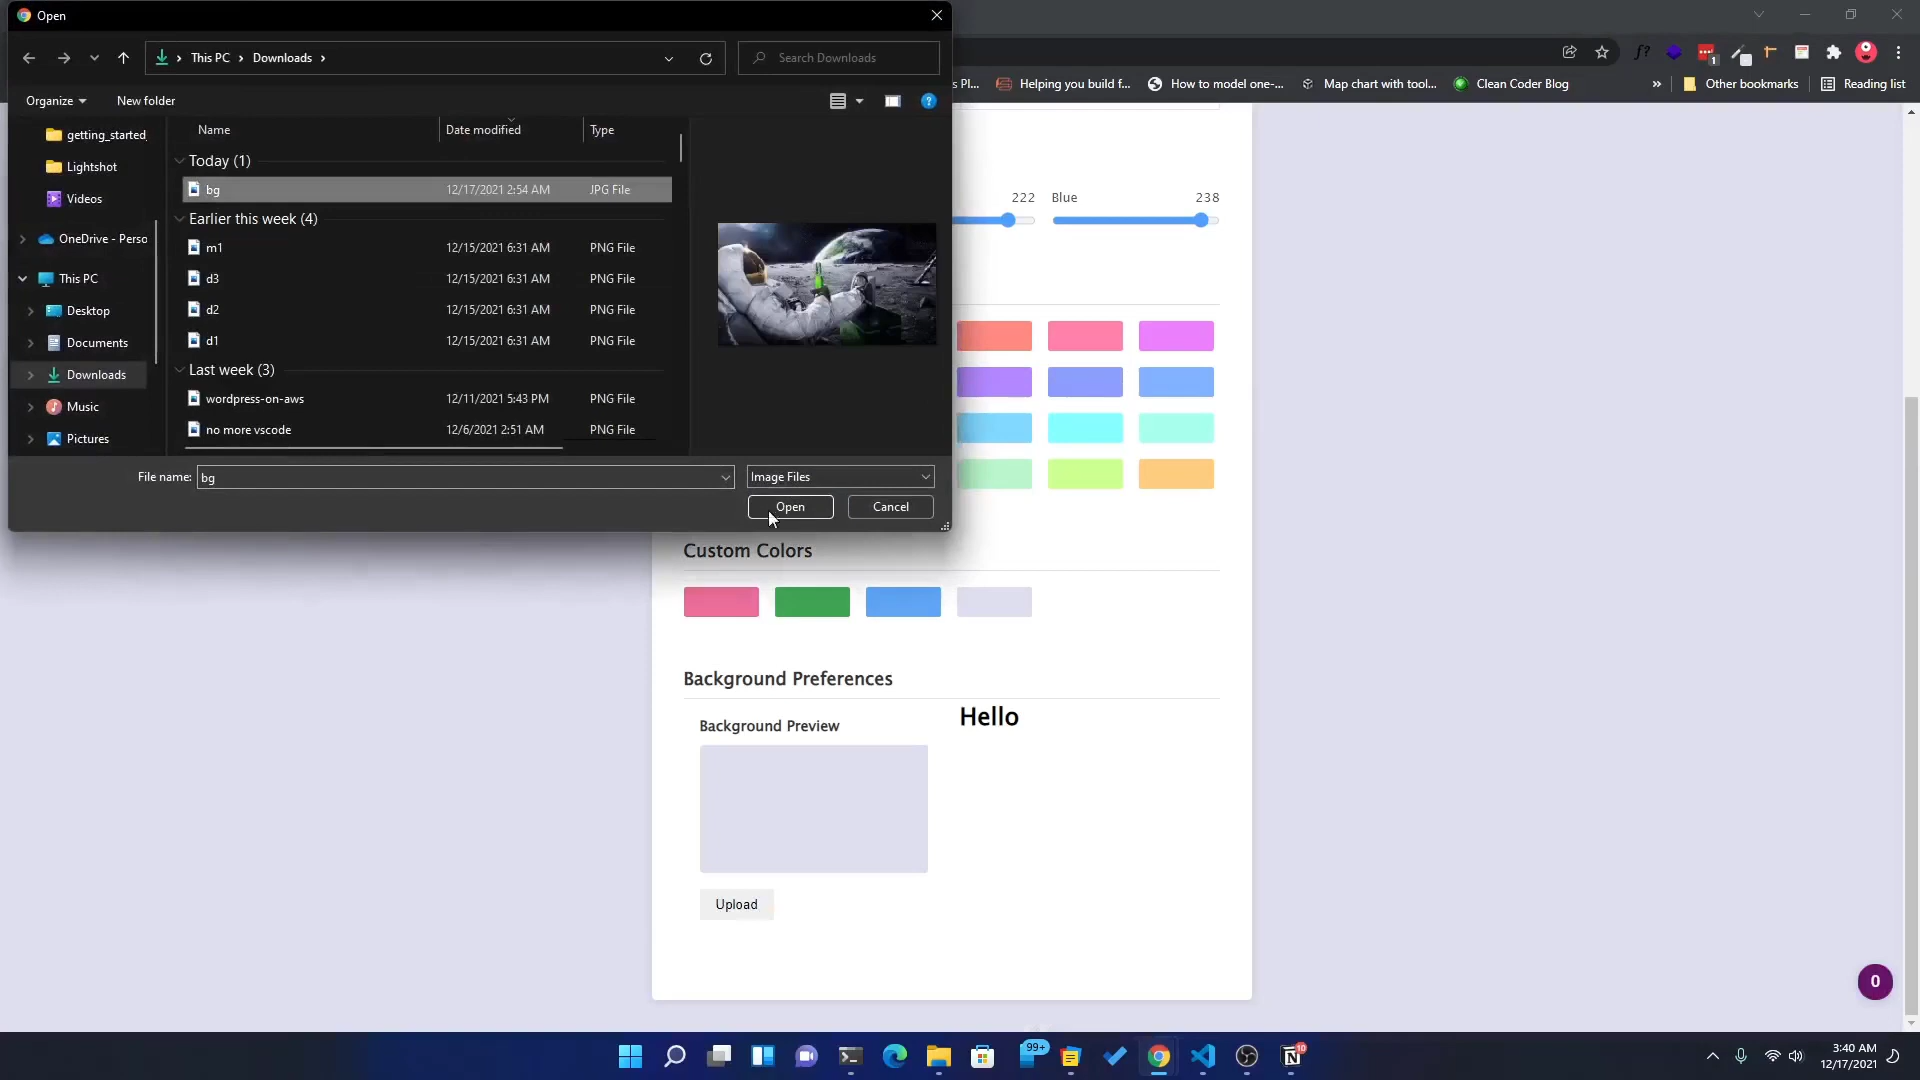 Open
This PC
Downloads
Search Downloads
Organize
New folder
?
Name
Date modified
Type
getting_started
Lightshot
Videos
OneDrive - Perso
This PC
Desktop
Documents
Downloads
Music
Pictures
Today (1)
bg 12/17/2021 2:54 AM JPG File
Earlier this week (4)
m1 12/15/2021 6:31 AM PNG File
d3 12/15/2021 6:31 AM PNG File
d2 12/15/2021 6:31 AM PNG File
d1 12/15/2021 6:31 AM PNG File
Last week (3)
wordpress-on-aws 12/11/2021 5:43 PM PNG File
no more vscode 12/6/2021 2:51 AM PNG File
File name: bg
Image Files
Open
Cancel
f?
1
s Pl...
Helping you build f...
How to model one-...
Map chart with tool...
Clean Coder Blog
»
Other bookmarks
Reading list
222 Blue 238
Custom Colors
Background Preferences
Background Preview
Hello
Upload
0
99+
10
3:40 AM
12/17/2021